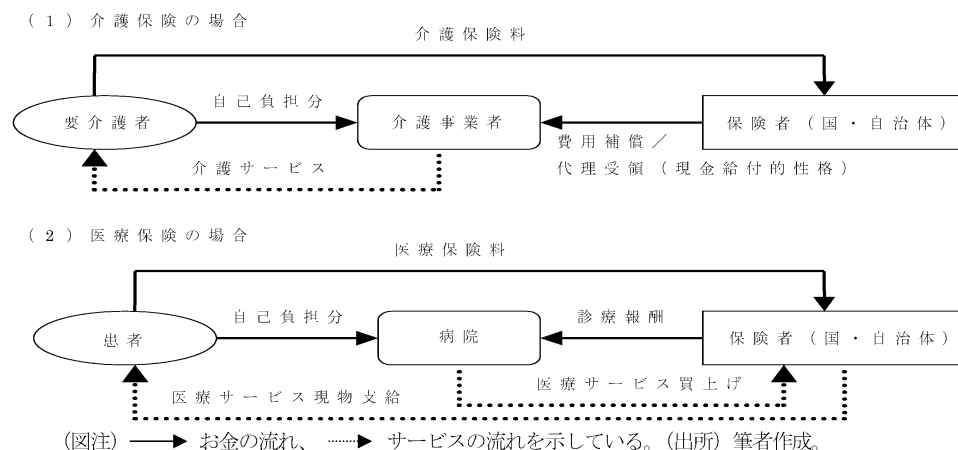 (1)介護保険の場合
介護保険料
自己負担分
要介護者
介護事業者
保険者(国・自治体)
費用補償/
代理受領(現金給付的性格)
介護サービス
(2)医療保険の場合
医療保険料
自己負担分
診療報酬
患者
病院
保険者(国・自治体)
医療サービス買上げ
医療サービス現物支給
(図注) お金の流れ、 サービスの流れを示している。(出所)筆者作成。